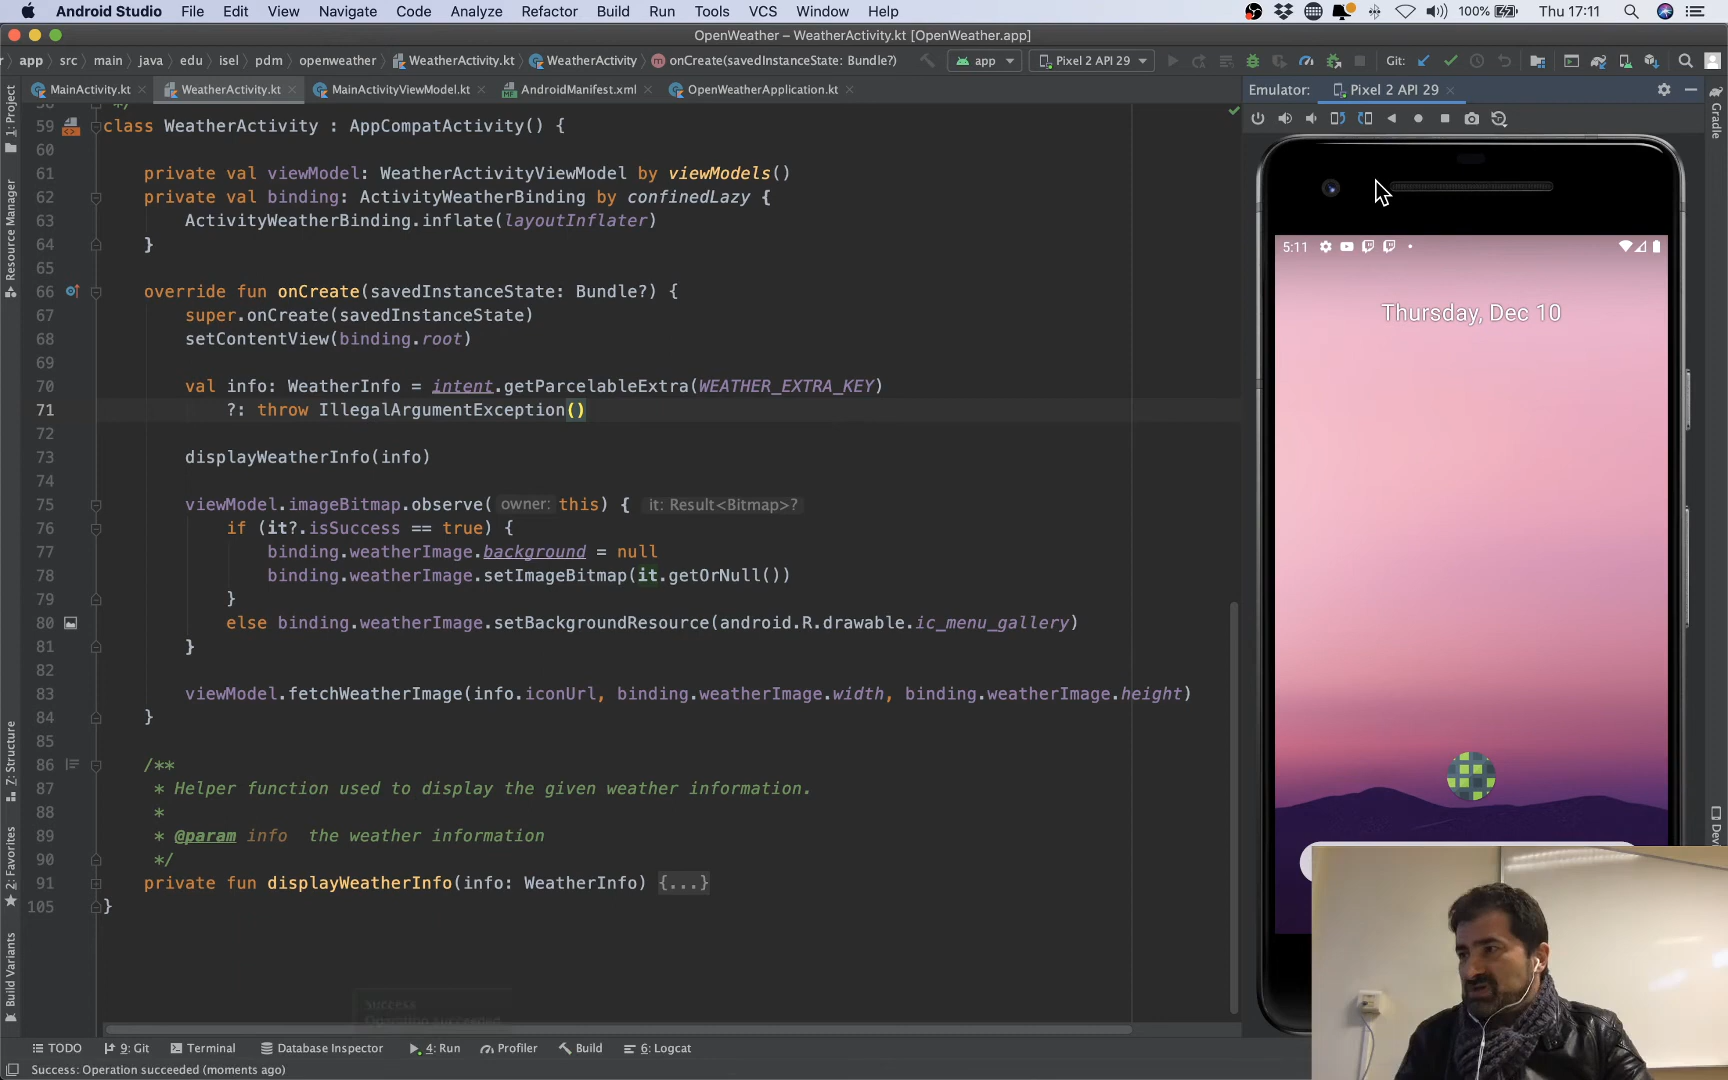 Android Studio File Edit View Navigate Code Analyze Refactor Build Run Tools VCS Window Help 100% Thu 17:11
OpenWeather – WeatherActivity.kt [OpenWeather.app]
app src main java edu isel pdm openweather WeatherActivity.kt WeatherActivity onCreate(savedInstanceState: Bundle?) app Pixel 2 API 29 Git:
MainActivity.kt WeatherActivity.kt MainActivityViewModel.kt AndroidManifest.xml OpenWeatherApplication.kt
Emulator: Pixel 2 API 29
1: Project
Resource Manager
7: Structure
2: Favorites
Build Variants
Gradle
*/
59 class WeatherActivity : AppCompatActivity() {
60
61 private val viewModel: WeatherActivityViewModel by viewModels()
62 private val binding: ActivityWeatherBinding by confinedLazy {
63 ActivityWeatherBinding.inflate(layoutInflater)
64 }
65
66 override fun onCreate(savedInstanceState: Bundle?) {
67 super.onCreate(savedInstanceState)
68 setContentView(binding.root)
69
70 val info: WeatherInfo = intent.getParcelableExtra(WEATHER_EXTRA_KEY)
71 ?: throw IllegalArgumentException()
72
73 displayWeatherInfo(info)
74
75 viewModel.imageBitmap.observe( owner: this) { it: Result<Bitmap>?
76 if (it?.isSuccess == true) {
77 binding.weatherImage.background = null
78 binding.weatherImage.setImageBitmap(it.getOrNull())
79 }
80 else binding.weatherImage.setBackgroundResource(android.R.drawable.ic_menu_gallery)
81 }
82
83 viewModel.fetchWeatherImage(info.iconUrl, binding.weatherImage.width, binding.weatherImage.height)
84 }
85
86 /**
87 * Helper function used to display the given weather information.
88 *
89 * @param info the weather information
90 */
91 private fun displayWeatherInfo(info: WeatherInfo) {...}
105 }
5:11
Thursday, Dec 10
Success
Operation succeeded
TODO 9: Git Terminal Database Inspector 4: Run Profiler Build 6: Logcat
Success: Operation succeeded (moments ago)